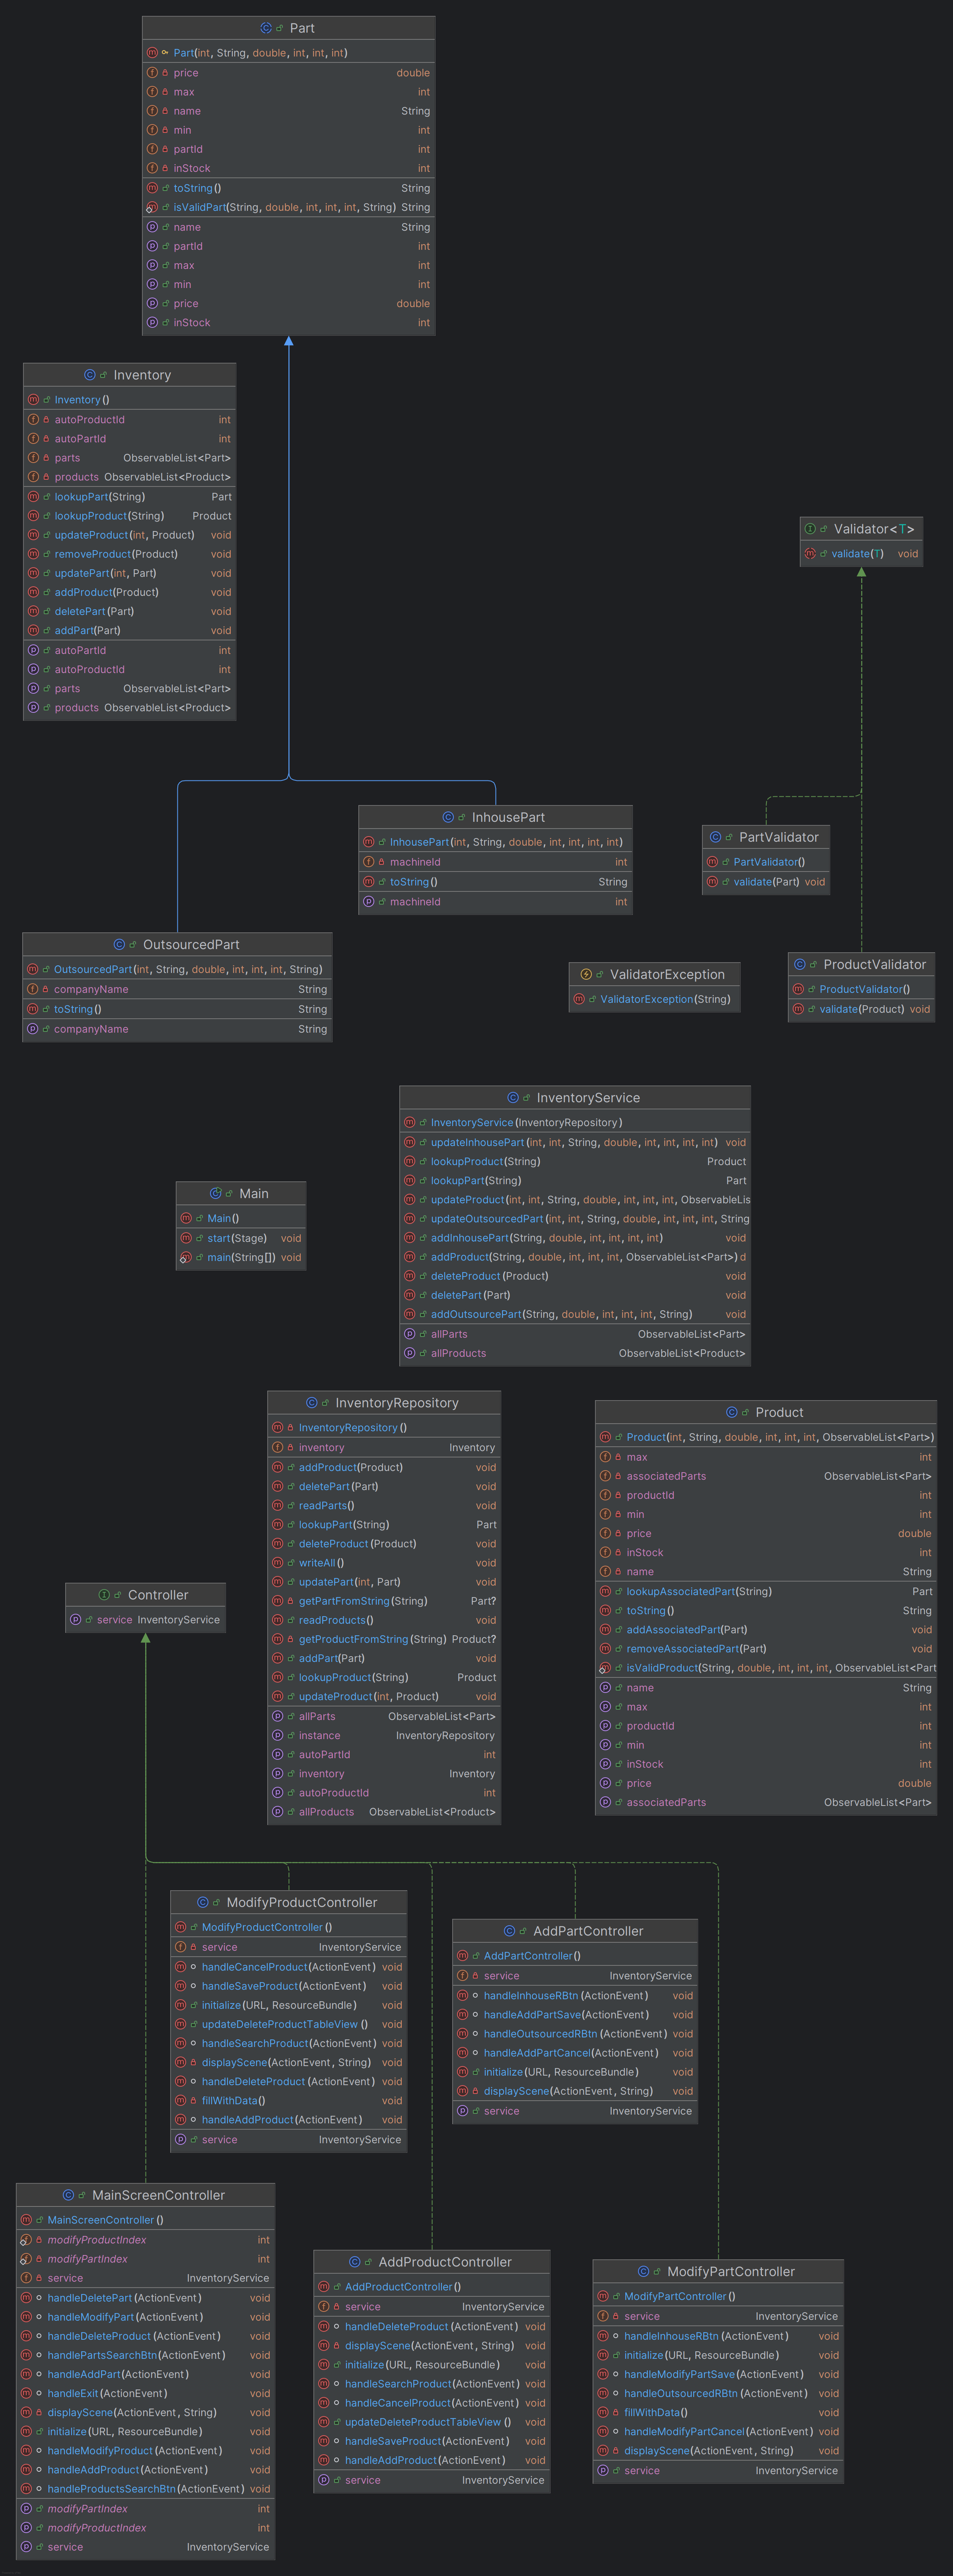 Part
Part(int, String, double, int, int, int)
price double
max int
name String
min int
partId int
inStock int
toString() String
isValidPart(String, double, int, int, int, String) String
name String
partId int
max int
min int
price double
inStock int
Inventory
Inventory()
autoProductId int
autoPartId int
parts ObservableList<Part>
products ObservableList<Product>
lookupPart(String) Part
lookupProduct(String) Product
updateProduct(int, Product) void
removeProduct(Product) void
updatePart(int, Part) void
addProduct(Product) void
deletePart(Part) void
addPart(Part) void
autoPartId int
autoProductId int
parts ObservableList<Part>
products ObservableList<Product>
Validator<T>
validate(T) void
InhousePart
InhousePart(int, String, double, int, int, int, int)
machineId int
toString() String
machineId int
PartValidator
PartValidator()
validate(Part) void
OutsourcedPart
OutsourcedPart(int, String, double, int, int, int, String)
companyName String
toString() String
companyName String
ValidatorException
ValidatorException(String)
ProductValidator
ProductValidator()
validate(Product) void
InventoryService
InventoryService(InventoryRepository)
updateInhousePart(int, int, String, double, int, int, int, int) void
lookupProduct(String) Product
lookupPart(String) Part
updateProduct(int, int, String, double, int, int, int, ObservableLis
updateOutsourcedPart(int, int, String, double, int, int, int, String
addInhousePart(String, double, int, int, int, int) void
addProduct(String, double, int, int, int, ObservableList<Part>) d
deleteProduct(Product) void
deletePart(Part) void
addOutsourcePart(String, double, int, int, int, String) void
allParts ObservableList<Part>
allProducts ObservableList<Product>
Main
Main()
start(Stage) void
main(String[]) void
InventoryRepository
InventoryRepository()
inventory Inventory
addProduct(Product) void
deletePart(Part) void
readParts() void
lookupPart(String) Part
deleteProduct(Product) void
writeAll() void
updatePart(int, Part) void
getPartFromString(String) Part?
readProducts() void
getProductFromString(String) Product?
addPart(Part) void
lookupProduct(String) Product
updateProduct(int, Product) void
allParts ObservableList<Part>
instance InventoryRepository
autoPartId int
inventory Inventory
autoProductId int
allProducts ObservableList<Product>
Product
Product(int, String, double, int, int, int, ObservableList<Part>)
max int
associatedParts ObservableList<Part>
productId int
min int
price double
inStock int
name String
lookupAssociatedPart(String) Part
toString() String
addAssociatedPart(Part) void
removeAssociatedPart(Part) void
isValidProduct(String, double, int, int, int, ObservableList<Part
name String
max int
productId int
min int
inStock int
price double
associatedParts ObservableList<Part>
Controller
service InventoryService
ModifyProductController
ModifyProductController()
service InventoryService
handleCancelProduct(ActionEvent) void
handleSaveProduct(ActionEvent) void
initialize(URL, ResourceBundle) void
updateDeleteProductTableView() void
handleSearchProduct(ActionEvent) void
displayScene(ActionEvent, String) void
handleDeleteProduct(ActionEvent) void
fillWithData() void
handleAddProduct(ActionEvent) void
service InventoryService
AddPartController
AddPartController()
service InventoryService
handleInhouseRBtn(ActionEvent) void
handleAddPartSave(ActionEvent) void
handleOutsourcedRBtn(ActionEvent) void
handleAddPartCancel(ActionEvent) void
initialize(URL, ResourceBundle) void
displayScene(ActionEvent, String) void
service InventoryService
MainScreenController
MainScreenController()
modifyProductIndex int
modifyPartIndex int
service InventoryService
handleDeletePart(ActionEvent) void
handleModifyPart(ActionEvent) void
handleDeleteProduct(ActionEvent) void
handlePartsSearchBtn(ActionEvent) void
handleAddPart(ActionEvent) void
handleExit(ActionEvent) void
displayScene(ActionEvent, String) void
initialize(URL, ResourceBundle) void
handleModifyProduct(ActionEvent) void
handleAddProduct(ActionEvent) void
handleProductsSearchBtn(ActionEvent) void
modifyPartIndex int
modifyProductIndex int
service InventoryService
AddProductController
AddProductController()
service InventoryService
handleDeleteProduct(ActionEvent) void
displayScene(ActionEvent, String) void
initialize(URL, ResourceBundle) void
handleSearchProduct(ActionEvent) void
handleCancelProduct(ActionEvent) void
updateDeleteProductTableView() void
handleSaveProduct(ActionEvent) void
handleAddProduct(ActionEvent) void
service InventoryService
ModifyPartController
ModifyPartController()
service InventoryService
handleInhouseRBtn(ActionEvent) void
initialize(URL, ResourceBundle) void
handleModifyPartSave(ActionEvent) void
handleOutsourcedRBtn(ActionEvent) void
fillWithData() void
handleModifyPartCancel(ActionEvent) void
displayScene(ActionEvent, String) void
service InventoryService